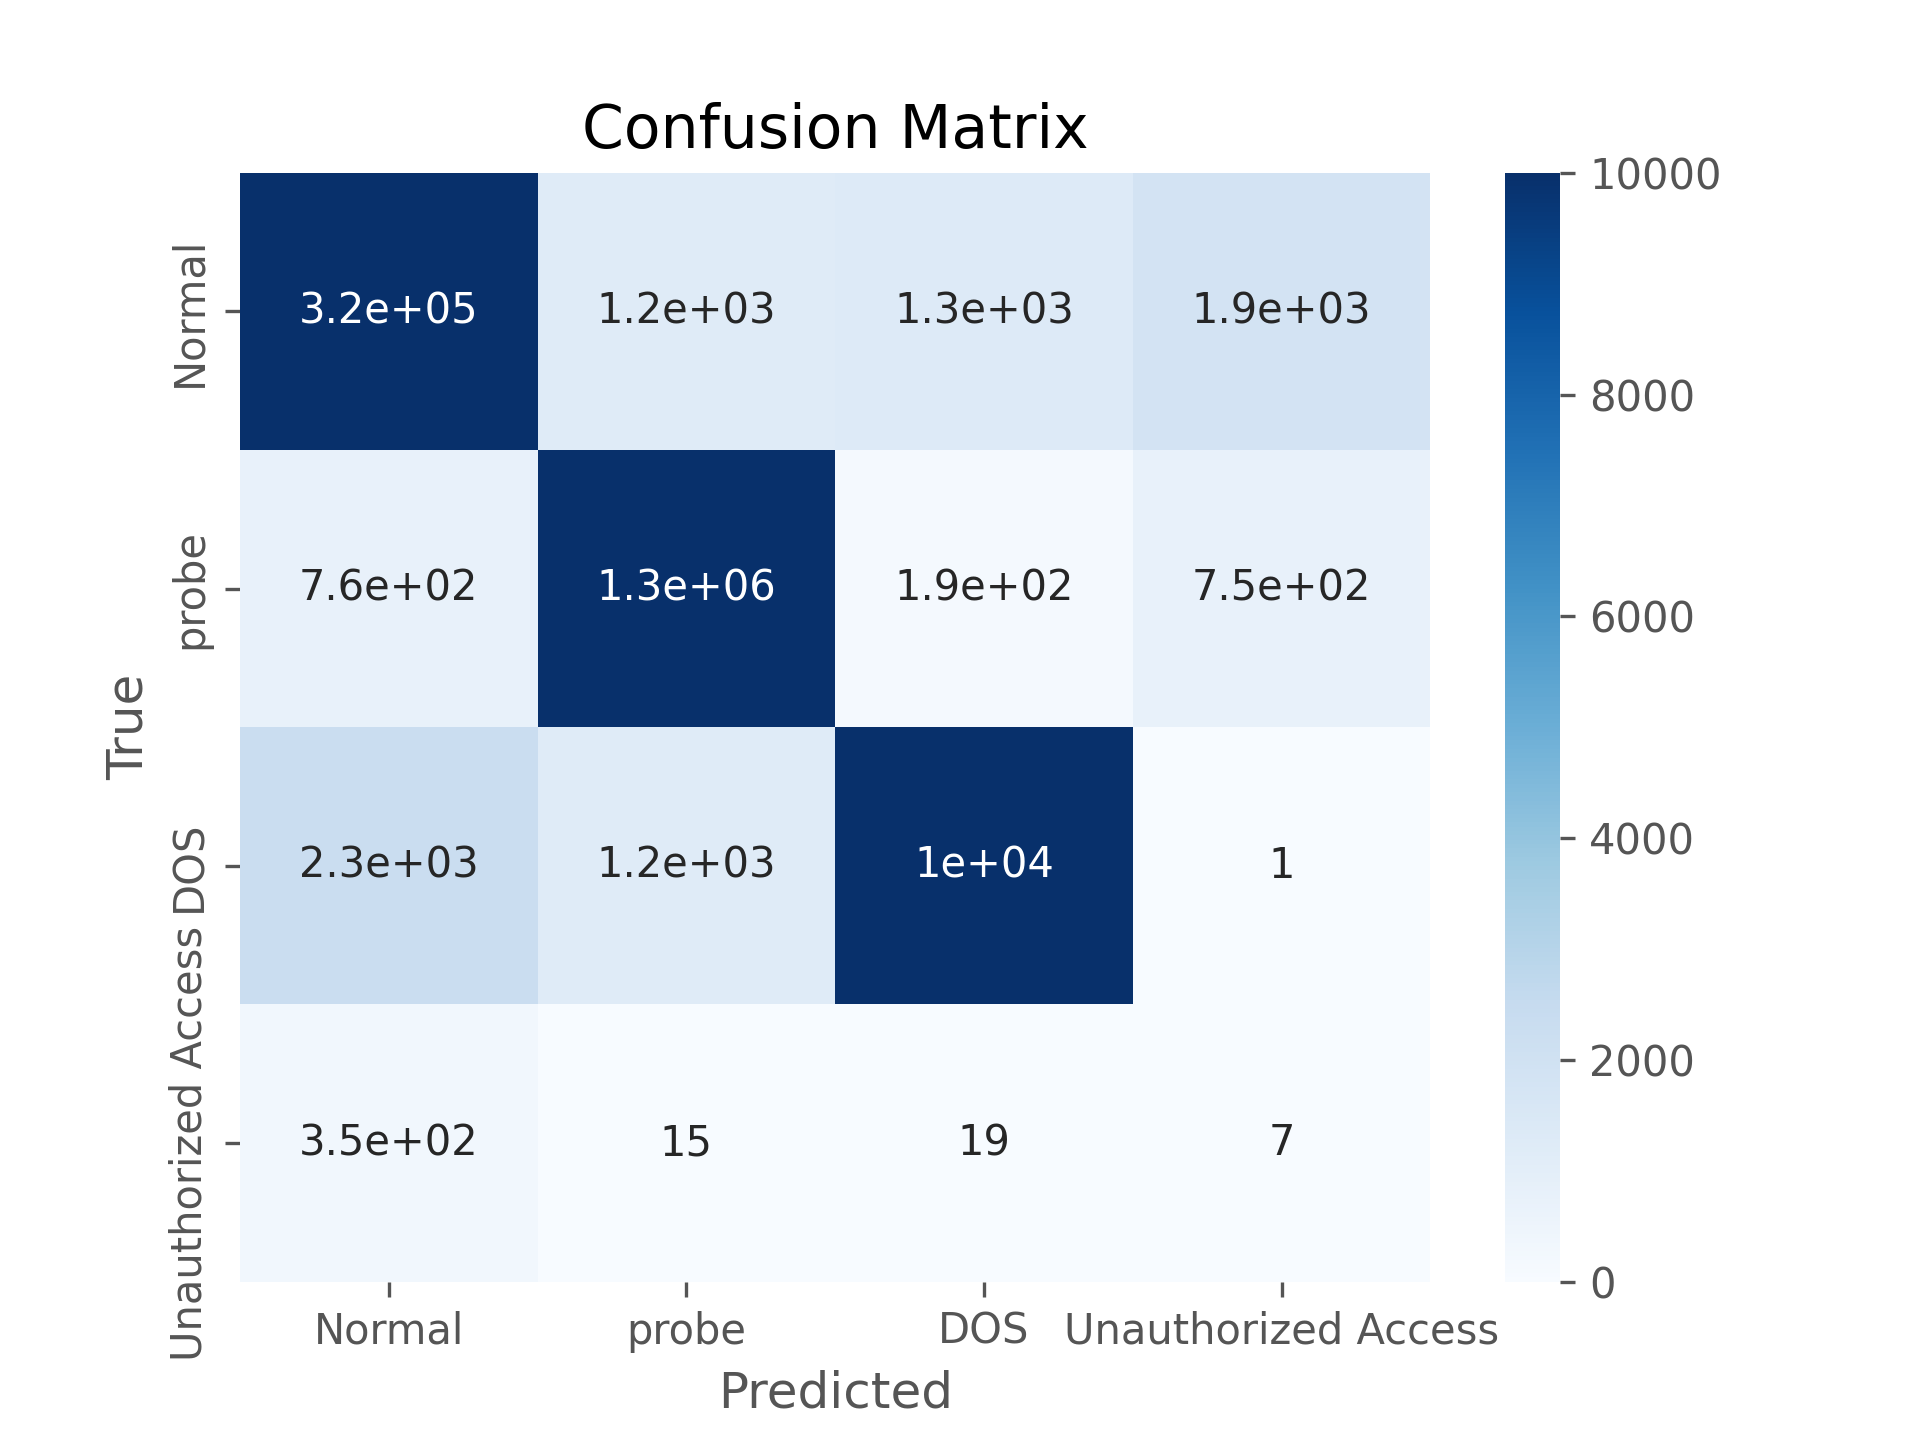 Confusion Matrix
True
Normal
3.2e+05 1.2e+03 1.3e+03 1.9e+03
probe
7.6e+02 1.3e+06 1.9e+02 7.5e+02
DOS
2.3e+03 1.2e+03 1e+04 1
Unauthorized Access
3.5e+02 15 19 7
Normal probe DOS Unauthorized Access
Predicted
10000
8000
6000
4000
2000
0